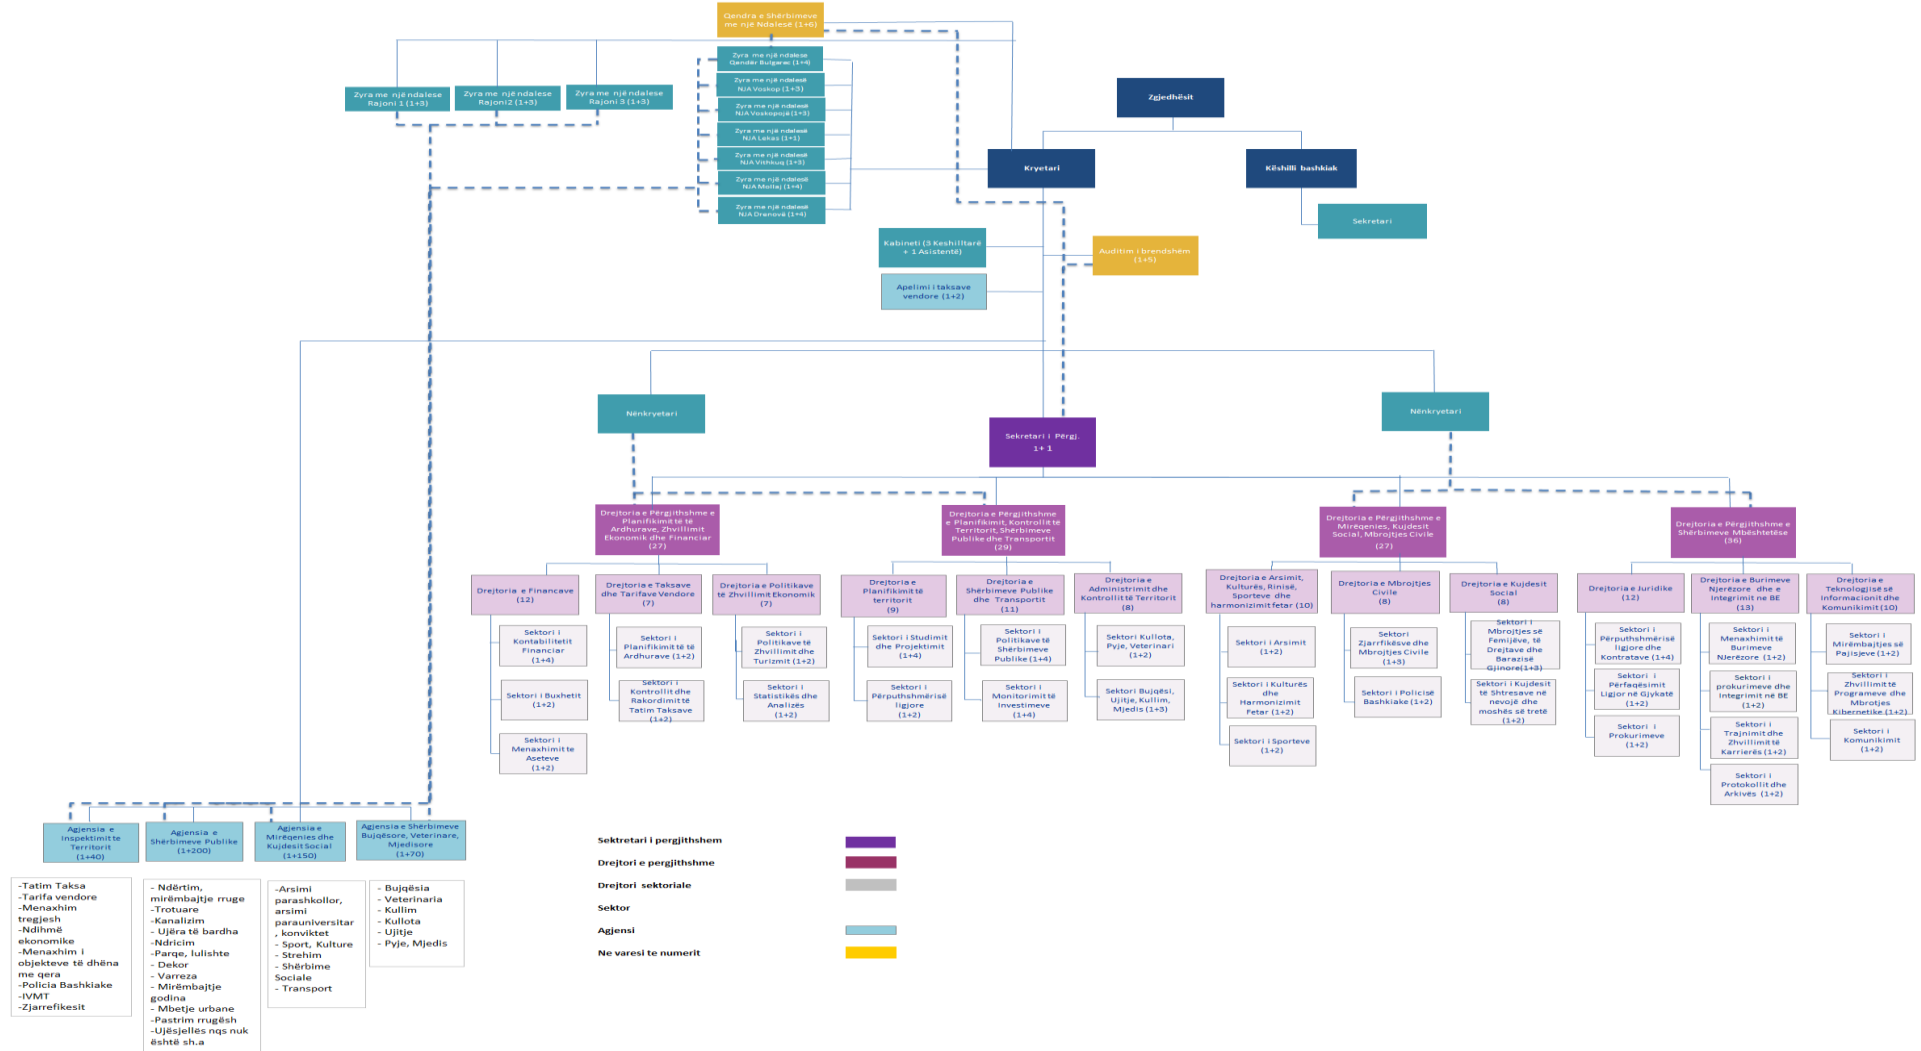 Qendra e Shërbimeve
me një Ndalesë (1+6)
Zyra me një ndalese
Rajoni 1 (1+3)
Zyra me një ndalese
Rajoni2 (1+3)
Zyra me një ndalese
Rajoni 3 (1+3)
Zyra me një ndalese
Qendër Bulgarec (1+4)
Zyra me një ndalesë
NJA Voskop (1+3)
Zyra me një ndalesë
NJA Voskopojë (1+3)
Zyra me një ndalesë
NJA Lekas (1+1)
Zyra me një ndalesë
NJA Vithkuq (1+3)
Zyra me një ndalesë
NJA Mollaj (1+4)
Zyra me një ndalesë
NJA Drenovë (1+4)
Zgjedhësit
Kryetari
Këshilli bashkiak
Sekretari
Kabineti (3 Keshilltarë
+ 1 Asistentë)
Auditim i brendshëm
(1+5)
Apelimi i taksave
vendore (1+2)
Nënkryetari
Sekretari i Përgj.
1+ 1
Nënkryetari
Drejtoria e Përgjithshme e
Planifikimit të të
Ardhurave, Zhvillimit
Ekonomik dhe Financiar
(27)
Drejtoria e Përgjithshme
e Planifikimit, Kontrollit të
Territorit, Shërbimeve
Publike dhe Transportit
(29)
Drejtoria e Përgjithshme e
Mirëqenies, Kujdesit
Social, Mbrojtjes Civile
(27)
Drejtoria e Përgjithshme e
Shërbimeve Mbështetëse
(36)
Drejtoria e Financave
(12)
Drejtoria e Taksave
dhe Tarifave Vendore
(7)
Drejtoria e Politikave
të Zhvillimit Ekonomik
(7)
Drejtoria e
Planifikimit të
territorit
(9)
Drejtoria e
Shërbimeve Publike
dhe Transportit
(11)
Drejtoria e
Administrimit dhe
Kontrollit të Territorit
(8)
Drejtoria e Arsimit,
Kulturës, Rinisë,
Sporteve dhe
harmonizimit fetar (10)
Drejtoria e Mbrojtjes
Civile
(8)
Drejtoria e Kujdesit
Social
(8)
Drejtoria e Juridike
(12)
Drejtoria e Burimeve
Njerëzore dhe e
Integrimit ne BE
(13)
Drejtoria e
Teknologjisë së
Informacionit dhe
Komunikimit (10)
Sektori i
Kontabilitetit
Financiar
(1+4)
Sektori i Buxhetit
(1+2)
Sektori i
Menaxhimit te
Aseteve
(1+2)
Sektori i
Planifikimit të të
Ardhurave (1+2)
Sektori i
Kontrollit dhe
Rakordimit të
Tatim Taksave
(1+2)
Sektori i
Politikave të
Zhvillimit dhe
Turizmit (1+2)
Sektori i
Statistikës dhe
Analizës
(1+2)
Sektori i Studimit
dhe Projektimit
(1+4)
Sektori i
Përputhshmërisë
ligjore
(1+2)
Sektori i
Politikave të
Shërbimeve
Publike (1+4)
Sektori i
Monitorimit të
Investimeve
(1+4)
Sektori Kullota,
Pyje, Veterinari
(1+2)
Sektori Bujqësi,
Ujitje, Kullim,
Mjedis (1+3)
Sektori i Arsimit
(1+2)
Sektori i Kulturës
dhe
Harmonizimit
Fetar (1+2)
Sektori i Sporteve
(1+2)
Sektori
Zjarrfikësve dhe
Mbrojtjes Civile
(1+3)
Sektori i Policisë
Bashkiake (1+2)
Sektori i
Mbrojtjes së
Femijëve, të
Drejtave dhe
Barazisë
Gjinore(1+3)
Sektori i Kujdesit
të Shtresave në
nevojë dhe
moshës së tretë
(1+2)
Sektori i
Përputhshmërisë
ligjore dhe
Kontratave (1+4)
Sektori i
Përfaqësimit
Ligjor në Gjykatë
(1+2)
Sektori i
Prokurimeve
(1+2)
Sektori i
Menaxhimit të
Burimeve
NJerëzore (1+2)
Sektori i
prokurimeve dhe
Integrimit në BE
(1+2)
Sektori i
Trajnimit dhe
Zhvillimit të
Karrierës (1+2)
Sektori i
Protokollit dhe
Arkivës (1+2)
Sektori i
Mirëmbajtjes së
Pajisjeve (1+2)
Sektori i
Zhvillimit të
Programeve dhe
Mbrotjes
Kibernetike (1+2)
Sektori i
Komunikimit
(1+2)
Agjensia e
Inspektimit te
Territorit
(1+40)
Agjensia e
Shërbimeve Publike
(1+200)
Agjensia e
Mirëqenies dhe
Kujdesit Social
(1+150)
Agjensia e Shërbimeve
Bujqësore, Veterinare,
Mjedisore
(1+70)
-Tatim Taksa
-Tarifa vendore
-Menaxhim
tregjesh
-Ndihmë
ekonomike
-Menaxhim i
objekteve të dhëna
me qera
-Policia Bashkiake
-IVMT
-Zjarrefikesit
- Ndërtim,
mirëmbajtje rruge
-Trotuare
-Kanalizim
- Ujëra të bardha
-Ndricim
-Parqe, lulishte
- Dekor
- Varreza
- Mirëmbajtje
godina
- Mbetje urbane
-Pastrim rrugësh
-Ujësjellës nqs nuk
është sh.a
-Arsimi
parashkollor,
arsimi
parauniversitar
, konviktet
- Sport, Kulture
- Strehim
- Shërbime
Sociale
- Transport
- Bujqësia
- Veterinaria
- Kullim
- Kullota
- Ujitje
- Pyje, Mjedis
Sektretari i pergjithshem
Drejtori e pergjithshme
Drejtori sektoriale
Sektor
Agjensi
Ne varesi te numerit